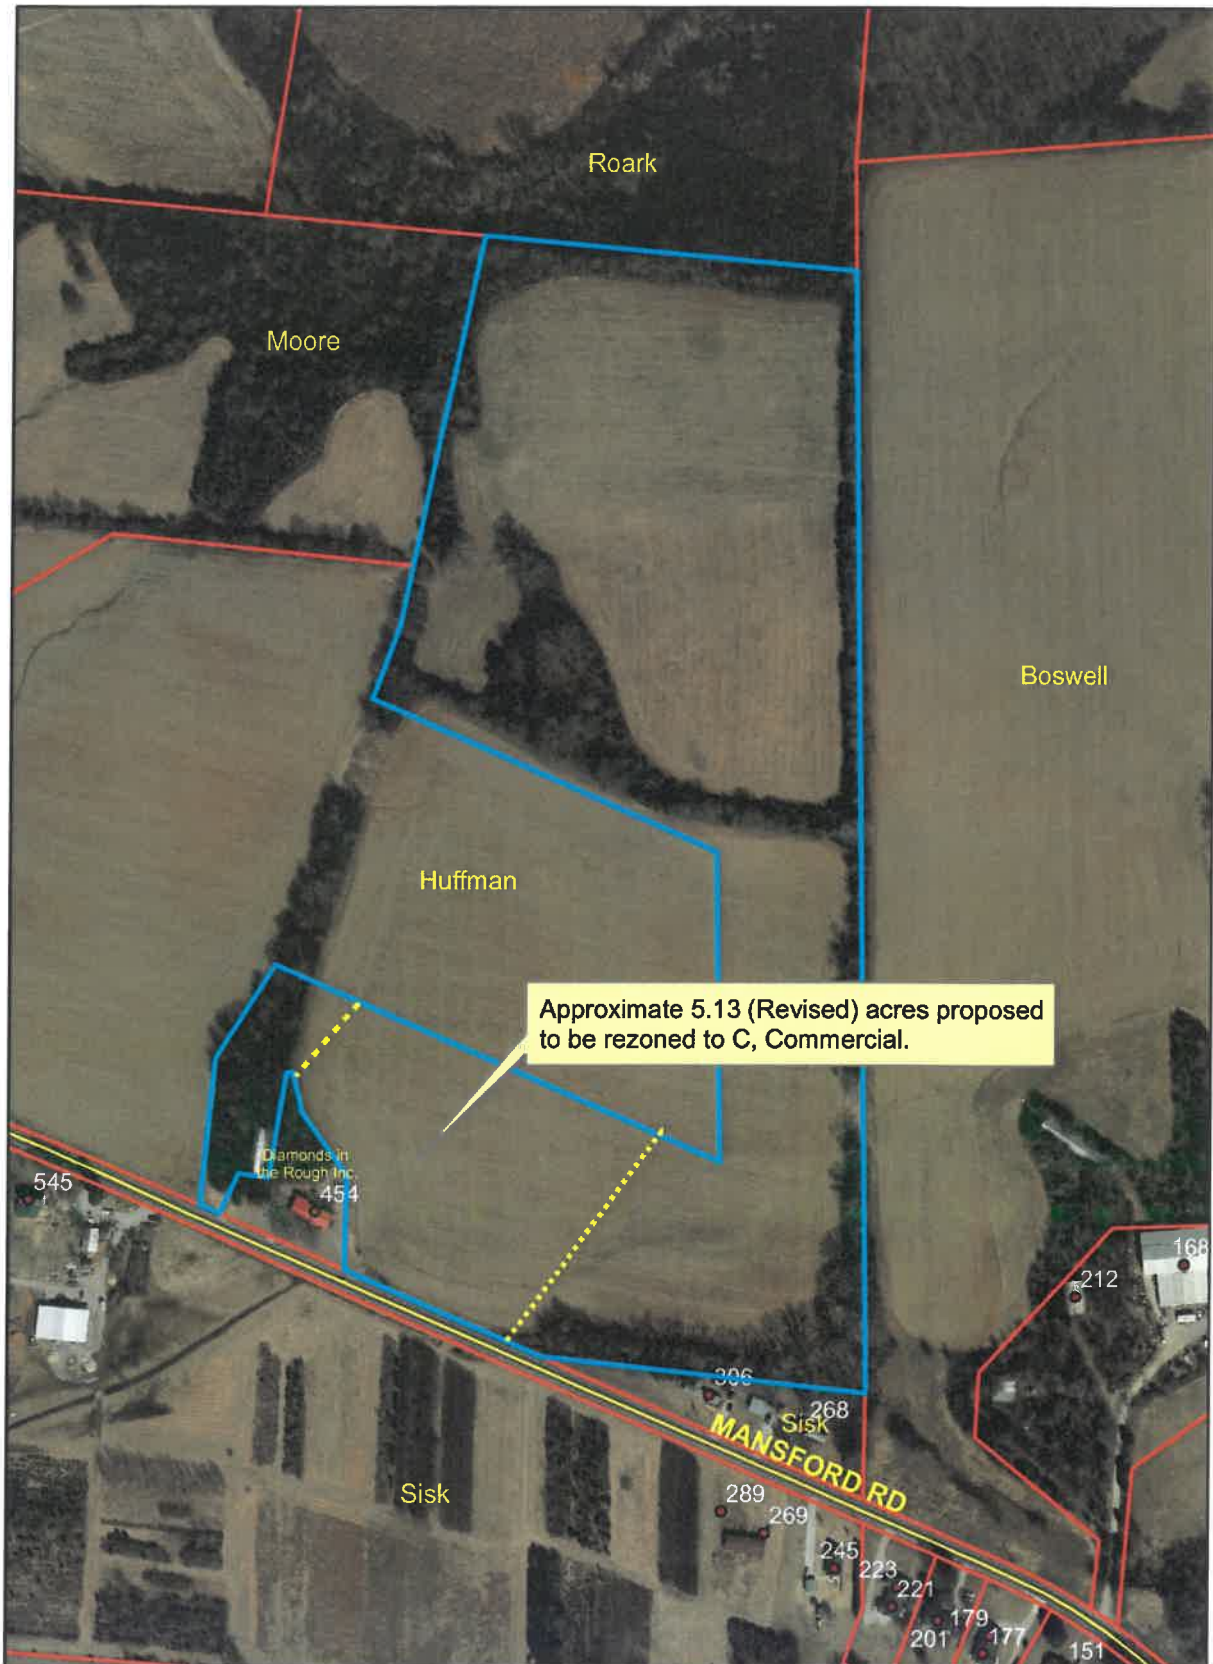 Roark
Moore
Boswell
Huffman
Approximate 5.13 (Revised) acres proposed
to be rezoned to C, Commercial.
Diamonds in
the Rough Inc.
545
454
168
212
306
268
Sisk
MANSFORD RD
Sisk
289
269
245
223
221
179
201
177
151